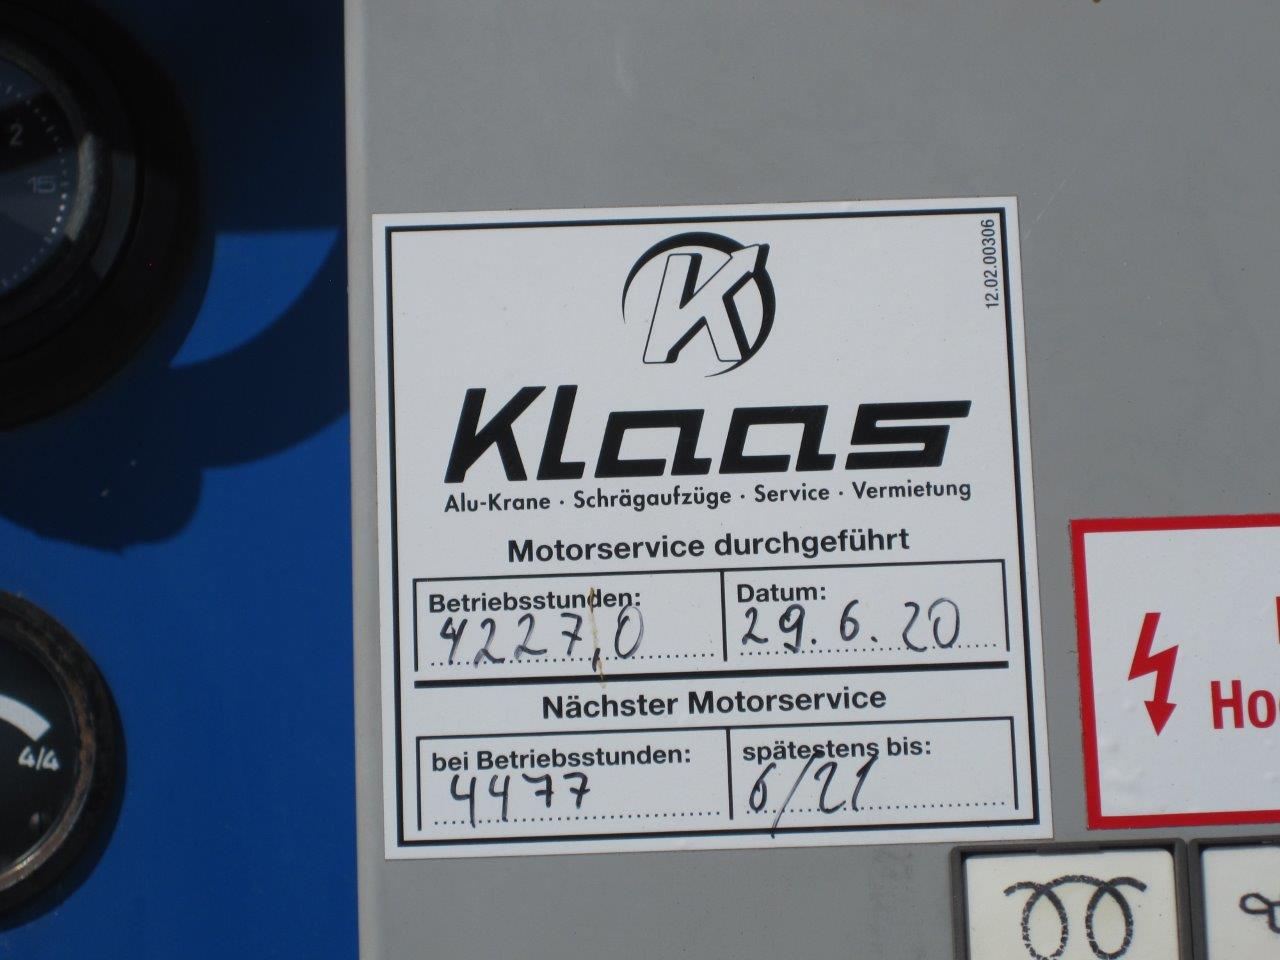 2
15
4/4
12.02.00306
K
Klaas
Alu-Krane · Schrägaufzüge · Service · Vermietung
Motorservice durchgeführt
Betriebsstunden: Datum:
4227,0 29.6.20
Nächster Motorservice
bei Betriebsstunden: spätestens bis:
4477 6/21
Ho